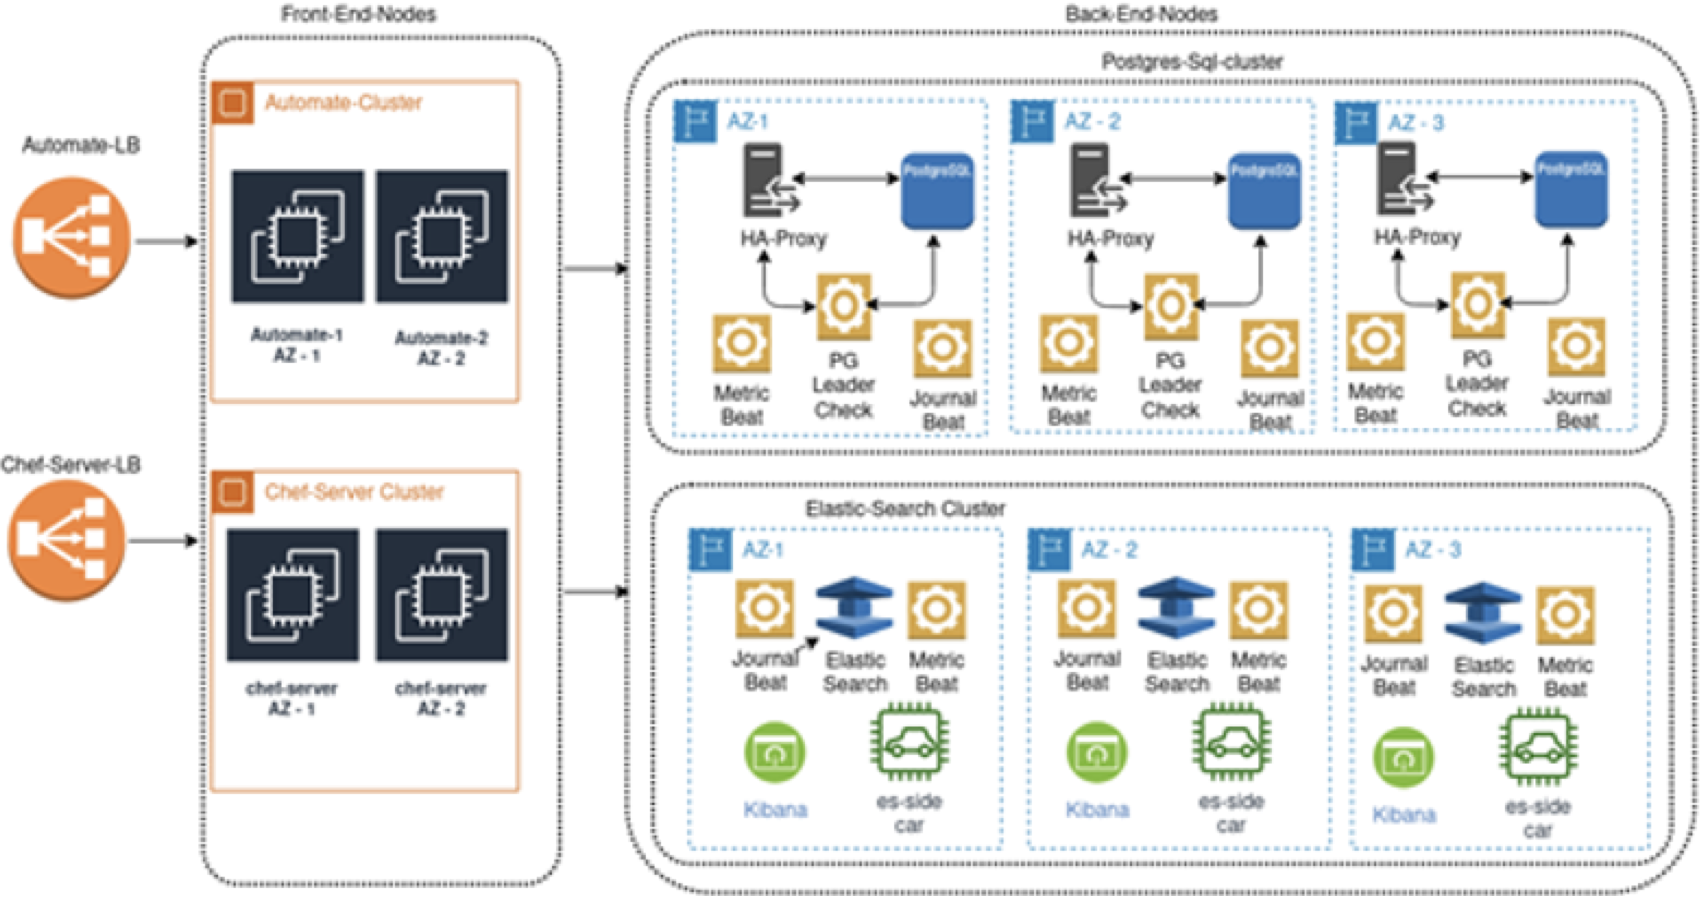 Front-End-Nodes
Back-End-Nodes
Postgres-Sql-cluster
Automate-LB
Automate-Cluster
Automate-1
AZ - 1
Automate-2
AZ - 2
Chef-Server-LB
Chef-Server Cluster
chef-server
AZ - 1
chef-server
AZ - 2
AZ-1
PostgreSQL
HA-Proxy
Metric
Beat
PG
Leader
Check
Journal
Beat
AZ - 2
PostgreSQL
HA-Proxy
Metric
Beat
PG
Leader
Check
Journal
Beat
AZ - 3
PostgreSQL
HA-Proxy
Metric
Beat
PG
Leader
Check
Journal
Beat
Elastic-Search Cluster
AZ-1
Journal
Beat
Elastic
Search
Metric
Beat
Kibana
es-side
car
AZ - 2
Journal
Beat
Elastic
Search
Metric
Beat
Kibana
es-side
car
AZ - 3
Journal
Beat
Elastic
Search
Metric
Beat
Kibana
es-side
car